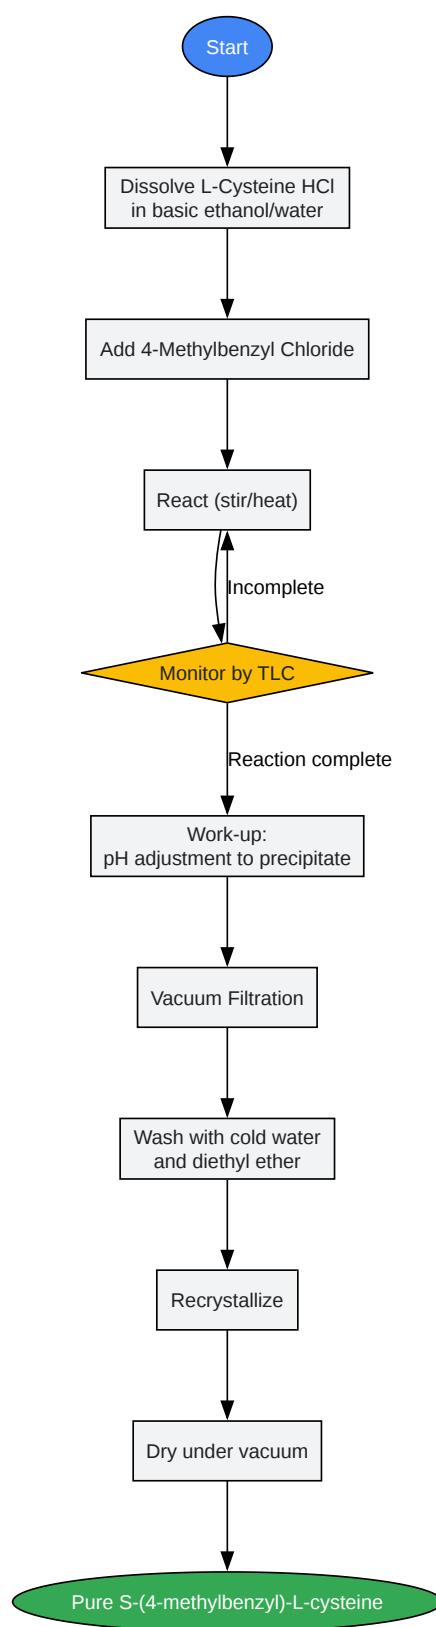 Start
Dissolve L-Cysteine HCl
in basic ethanol/water
Add 4-Methylbenzyl Chloride
React (stir/heat)
Incomplete
Monitor by TLC
Reaction complete
Work-up:
pH adjustment to precipitate
Vacuum Filtration
Wash with cold water
and diethyl ether
Recrystallize
Dry under vacuum
Pure S-(4-methylbenzyl)-L-cysteine